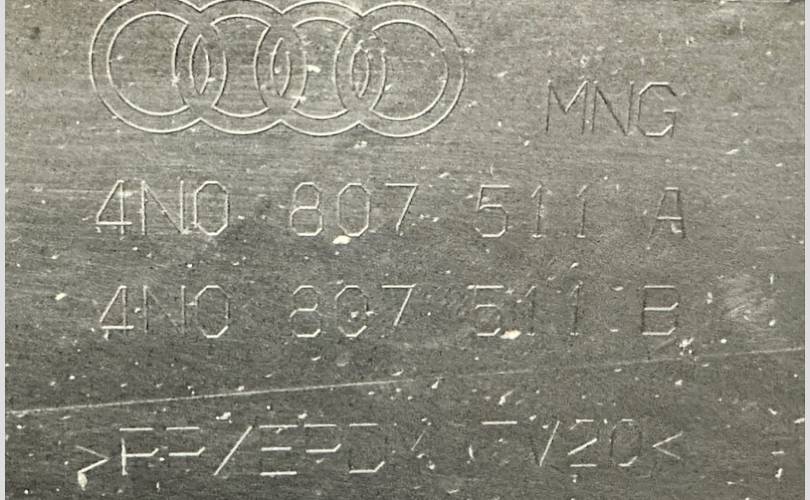 MNG
4N0 807 511 A
4N0 807 511 B
>PP/EPDM TV20<